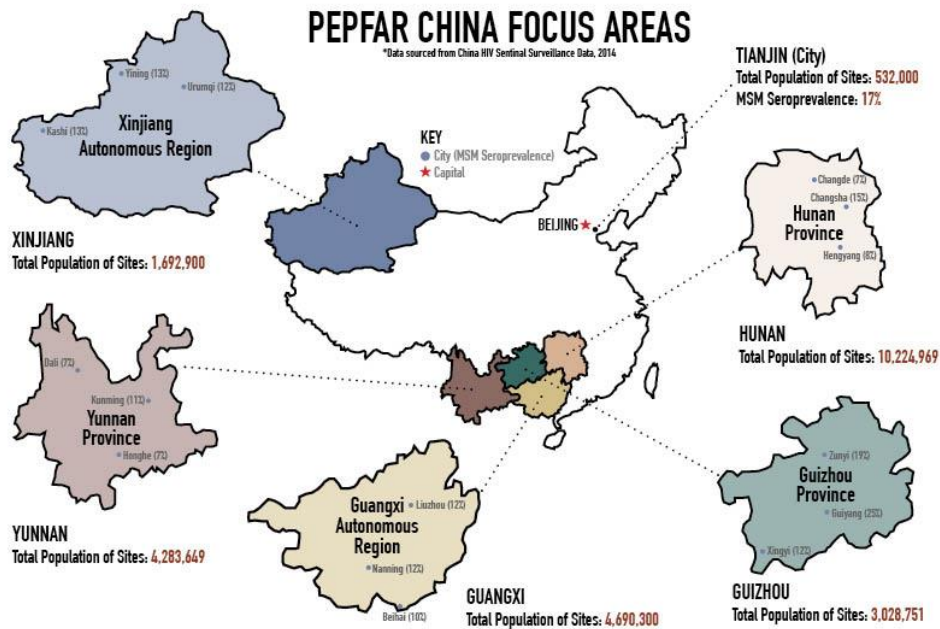 PEPFAR CHINA FOCUS AREAS
*Data sourced from China HIV Sentinal Surveillance Data, 2014
TIANJIN (City)
Total Population of Sites: 532,000
MSM Seroprevalence: 17%
Yining (13%)
Urumqi (12%)
Kashi (13%)
Xinjiang
Autonomous Region
XINJIANG
Total Population of Sites: 1,692,900
KEY
City (MSM Seroprevalence)
Capital
BEIJING
Changde (7%)
Changsha (15%)
Hunan
Province
Hengyang (8%)
HUNAN
Total Population of Sites: 10,224,969
Dali (7%)
Kunming (11%)
Yunnan
Province
Honghe (7%)
YUNNAN
Total Population of Sites: 4,283,649
Liuzhou (12%)
Guangxi
Autonomous
Region
Nanning (12%)
Beihai (10%)
GUANGXI
Total Population of Sites: 4,690,300
Zunyi (19%)
Guizhou
Province
Guiyang (25%)
Xingyi (12%)
GUIZHOU
Total Population of Sites: 3,028,751